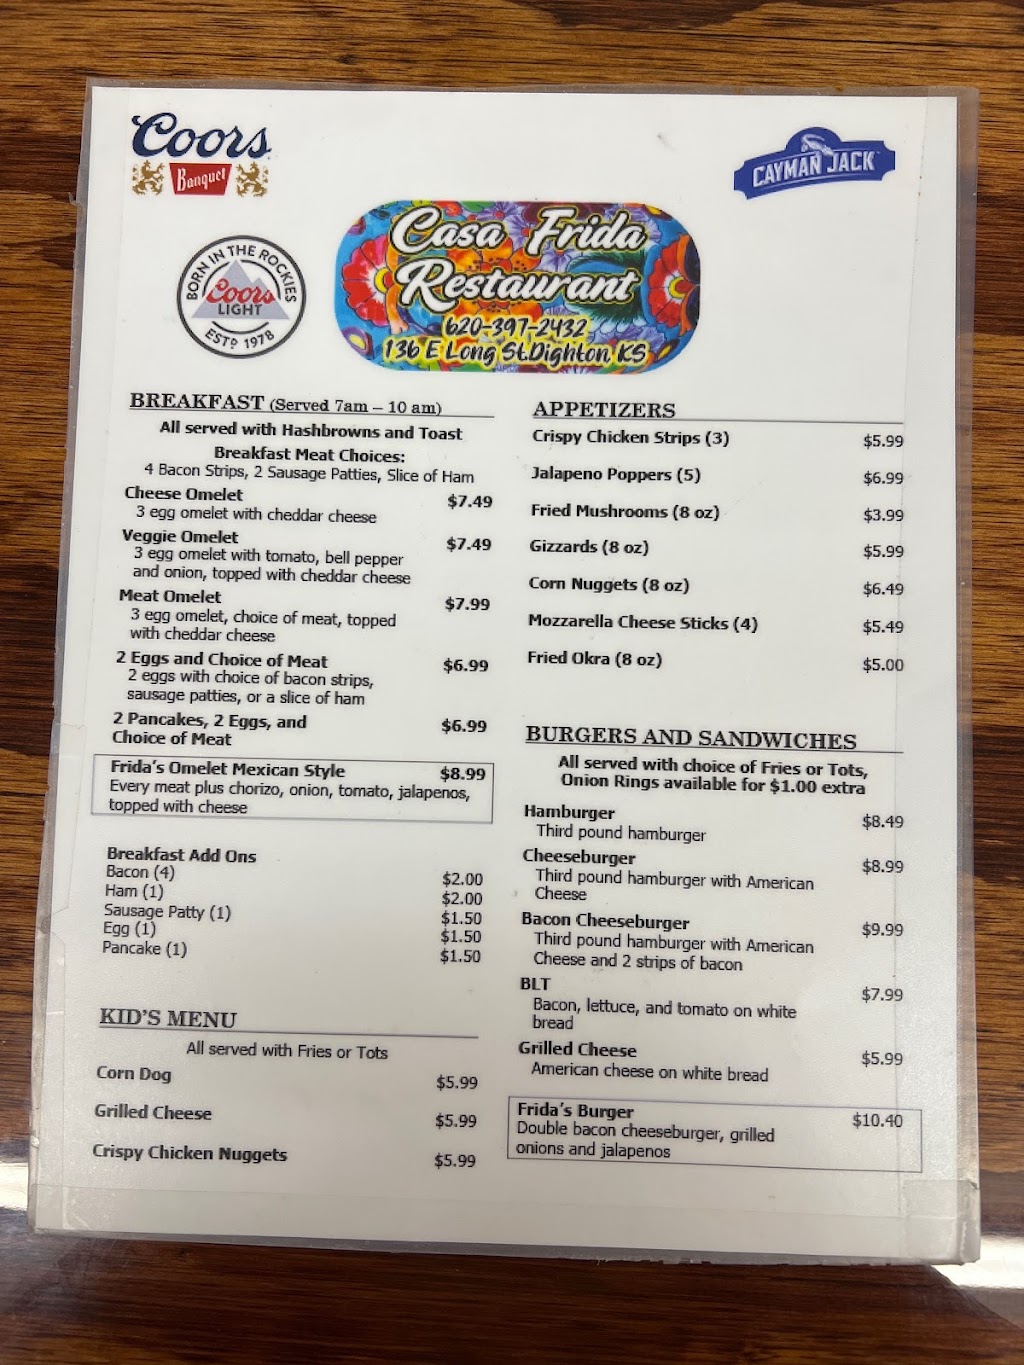 Coors
Banquet
CAYMAN JACK
BORN IN THE ROCKIES
Coors
LIGHT
ESTD 1978
Casa Frida
Restaurant
620-397-2432
136 E Long St.Dighton, KS
BREAKFAST (Served 7am – 10 am)
All served with Hashbrowns and Toast
Breakfast Meat Choices:
4 Bacon Strips, 2 Sausage Patties, Slice of Ham
Cheese Omelet $7.49
3 egg omelet with cheddar cheese
Veggie Omelet $7.49
3 egg omelet with tomato, bell pepper
and onion, topped with cheddar cheese
Meat Omelet $7.99
3 egg omelet, choice of meat, topped
with cheddar cheese
2 Eggs and Choice of Meat $6.99
2 eggs with choice of bacon strips,
sausage patties, or a slice of ham
2 Pancakes, 2 Eggs, and $6.99
Choice of Meat
Frida's Omelet Mexican Style $8.99
Every meat plus chorizo, onion, tomato, jalapenos,
topped with cheese
Breakfast Add Ons
Bacon (4) $2.00
Ham (1) $2.00
Sausage Patty (1) $1.50
Egg (1) $1.50
Pancake (1) $1.50
KID'S MENU
All served with Fries or Tots
Corn Dog $5.99
Grilled Cheese $5.99
Crispy Chicken Nuggets $5.99
APPETIZERS
Crispy Chicken Strips (3) $5.99
Jalapeno Poppers (5) $6.99
Fried Mushrooms (8 oz) $3.99
Gizzards (8 oz) $5.99
Corn Nuggets (8 oz) $6.49
Mozzarella Cheese Sticks (4) $5.49
Fried Okra (8 oz) $5.00
BURGERS AND SANDWICHES
All served with choice of Fries or Tots,
Onion Rings available for $1.00 extra
Hamburger $8.49
Third pound hamburger
Cheeseburger $8.99
Third pound hamburger with American
Cheese
Bacon Cheeseburger $9.99
Third pound hamburger with American
Cheese and 2 strips of bacon
BLT $7.99
Bacon, lettuce, and tomato on white
bread
Grilled Cheese $5.99
American cheese on white bread
Frida's Burger $10.40
Double bacon cheeseburger, grilled
onions and jalapenos